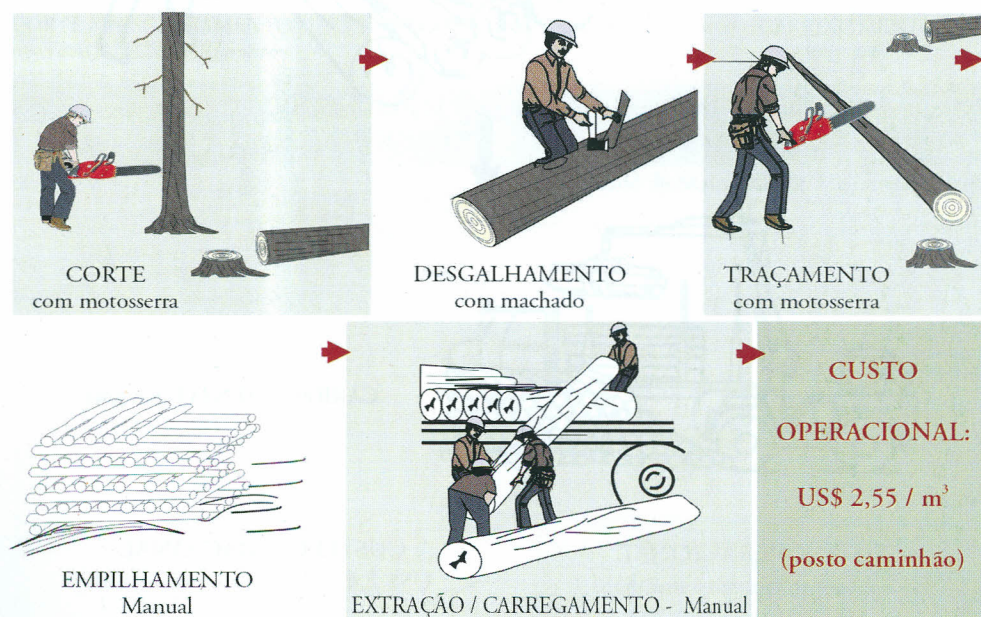 CORTE
com motosserra
DESGALHAMENTO
com machado
TRAÇAMENTO
com motosserra
EMPILHAMENTO
Manual
EXTRAÇÃO / CARREGAMENTO - Manual
CUSTO
OPERACIONAL:
US$ 2,55 / m³
(posto caminhão)